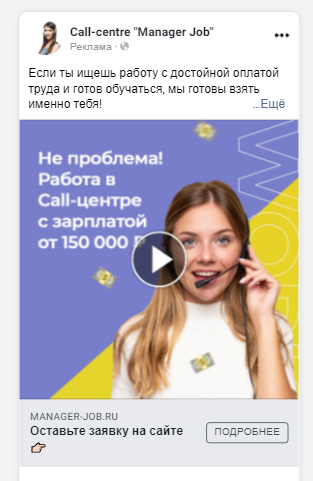 Call-centre "Manager Job"
Реклама ·
Если ты ищешь работу с достойной оплатой
труда и готов обучаться, мы готовы взять
именно тебя! ...Ещё
Не проблема!
Работа в
Call-центре
с зарплатой
от 150 000 ₽
WORK
MANAGER-JOB.RU
Оставьте заявку на сайте
ПОДРОБНЕЕ